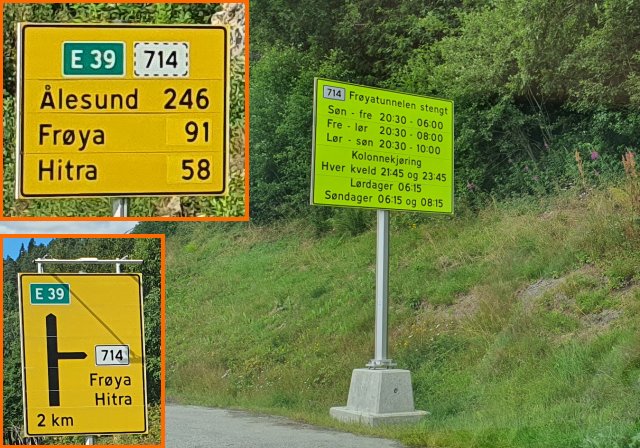 E 39 714
Ålesund 246
Frøya 91
Hitra 58
E 39
714
Frøya
Hitra
2 km
714 Frøyatunnelen stengt
Søn - fre 20:30 - 06:00
Fre - lør 20:30 - 08:00
Lør - søn 20:30 - 10:00
Kolonnekjøring
Hver kveld 21:45 og 23:45
Lørdager 06:15
Søndager 06:15 og 08:15